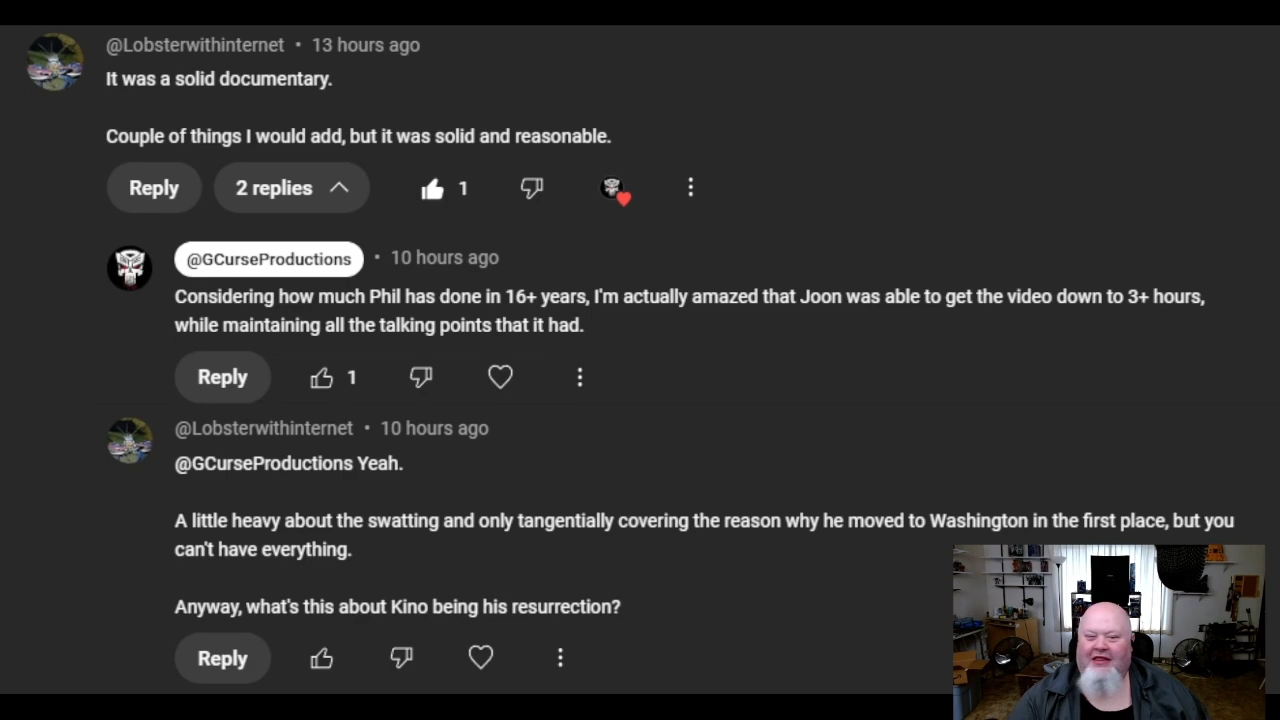 @Lobsterwithinternet • 13 hours ago
It was a solid documentary.
Couple of things I would add, but it was solid and reasonable.
Reply
2 replies
1
@GCurseProductions • 10 hours ago
Considering how much Phil has done in 16+ years, I'm actually amazed that Joon was able to get the video down to 3+ hours,
while maintaining all the talking points that it had.
Reply
1
@Lobsterwithinternet • 10 hours ago
@GCurseProductions Yeah.
A little heavy about the swatting and only tangentially covering the reason why he moved to Washington in the first place, but you
can't have everything.
Anyway, what's this about Kino being his resurrection?
Reply